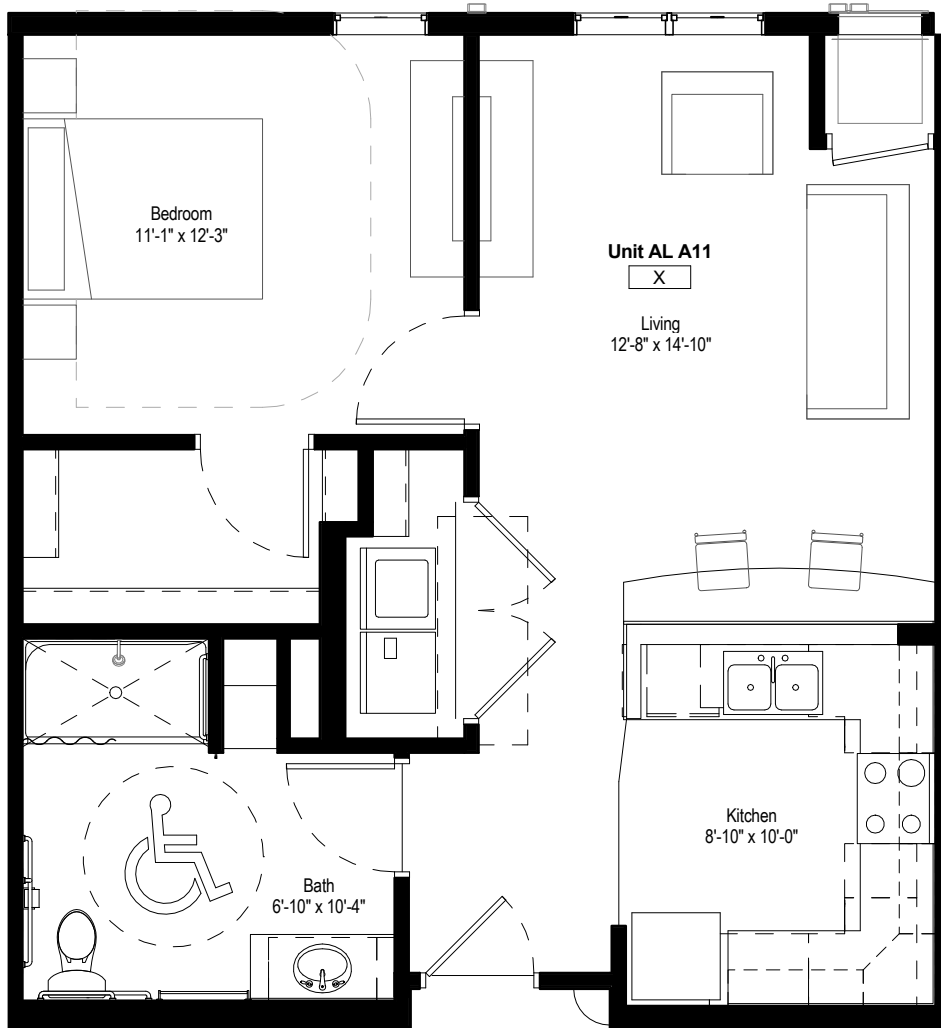 Bedroom
11'-1" x 12'-3"
Unit AL A11
X
Living
12'-8" x 14'-10"
Kitchen
8'-10" x 10'-0"
Bath
6'-10" x 10'-4"